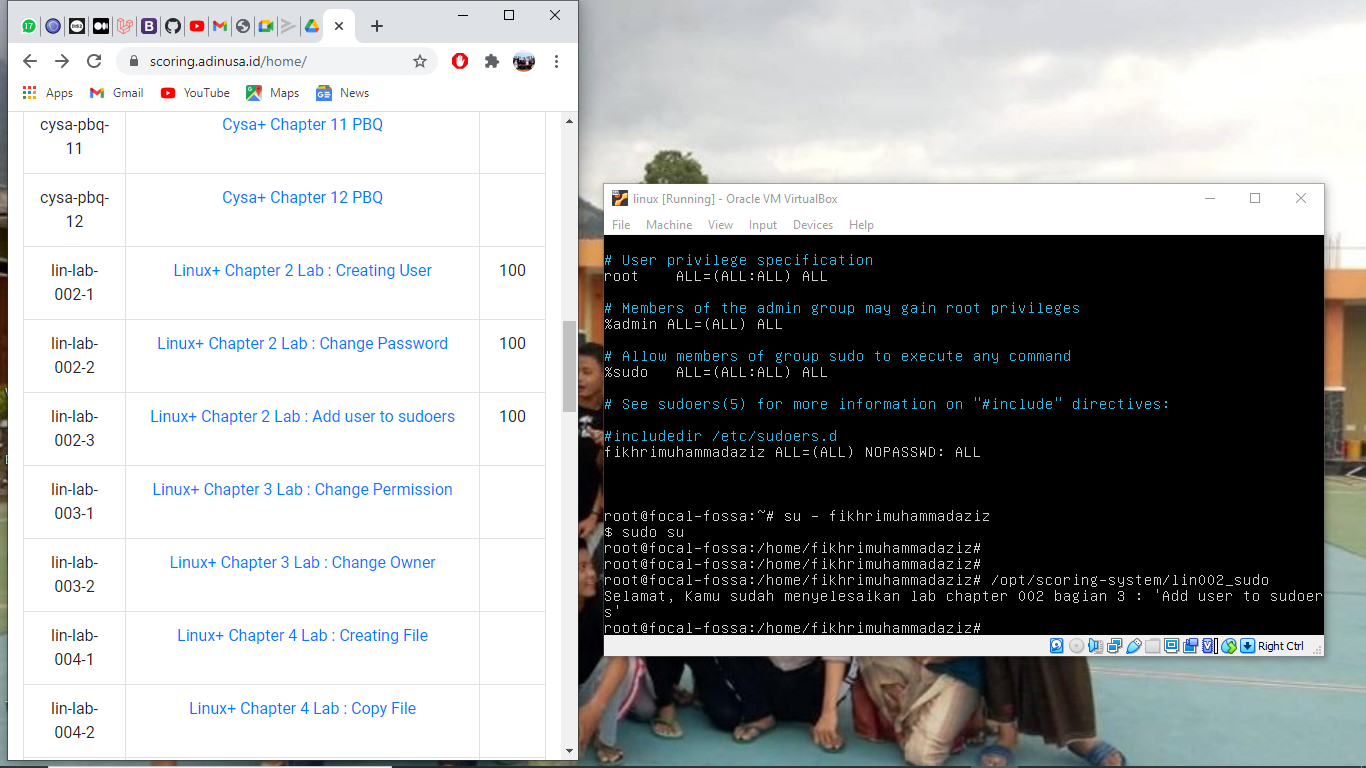 17
scoring.adinusa.id/home/
Apps
Gmail
YouTube
Maps
News
cysa-pbq-
11
Cysa+ Chapter 11 PBQ
cysa-pbq-
12
Cysa+ Chapter 12 PBQ
lin-lab-
002-1
Linux+ Chapter 2 Lab : Creating User
100
lin-lab-
002-2
Linux+ Chapter 2 Lab : Change Password
100
lin-lab-
002-3
Linux+ Chapter 2 Lab : Add user to sudoers
100
lin-lab-
003-1
Linux+ Chapter 3 Lab : Change Permission
lin-lab-
003-2
Linux+ Chapter 3 Lab : Change Owner
lin-lab-
004-1
Linux+ Chapter 4 Lab : Creating File
lin-lab-
004-2
Linux+ Chapter 4 Lab : Copy File
linux [Running] - Oracle VM VirtualBox
File Machine View Input Devices Help
# User privilege specification
root    ALL=(ALL:ALL) ALL
# Members of the admin group may gain root privileges
%admin ALL=(ALL) ALL
# Allow members of group sudo to execute any command
%sudo   ALL=(ALL:ALL) ALL
# See sudoers(5) for more information on "#include" directives:
#includedir /etc/sudoers.d
fikhrimuhammadaziz ALL=(ALL) NOPASSWD: ALL
root@focal-fossa:~# su - fikhrimuhammadaziz
$ sudo su
root@focal-fossa:/home/fikhrimuhammadaziz#
root@focal-fossa:/home/fikhrimuhammadaziz#
root@focal-fossa:/home/fikhrimuhammadaziz# /opt/scoring-system/lin002_sudo
Selamat, Kamu sudah menyelesaikan lab chapter 002 bagian 3 : 'Add user to sudoer
s'
root@focal-fossa:/home/fikhrimuhammadaziz#
Right Ctrl